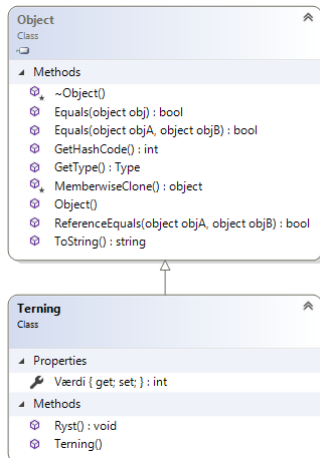 Object
Class
Methods
~Object()
Equals(object obj) : bool
Equals(object objA, object objB) : bool
GetHashCode() : int
GetType() : Type
MemberwiseClone() : object
Object()
ReferenceEquals(object objA, object objB) : bool
ToString() : string
Terning
Class
Properties
Værdi { get; set; } : int
Methods
Ryst() : void
Terning()